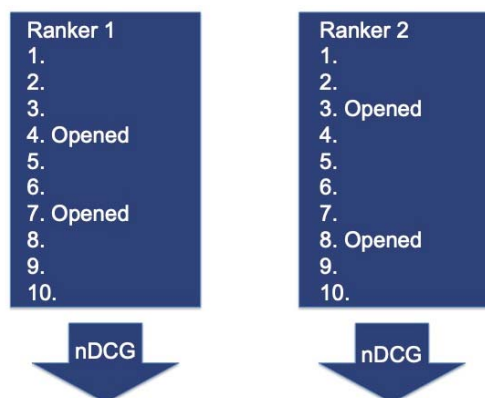 Ranker 1
1.
2.
3.
4. Opened
5.
6.
7. Opened
8.
9.
10.
nDCG
Ranker 2
1.
2.
3. Opened
4.
5.
6.
7.
8. Opened
9.
10.
nDCG